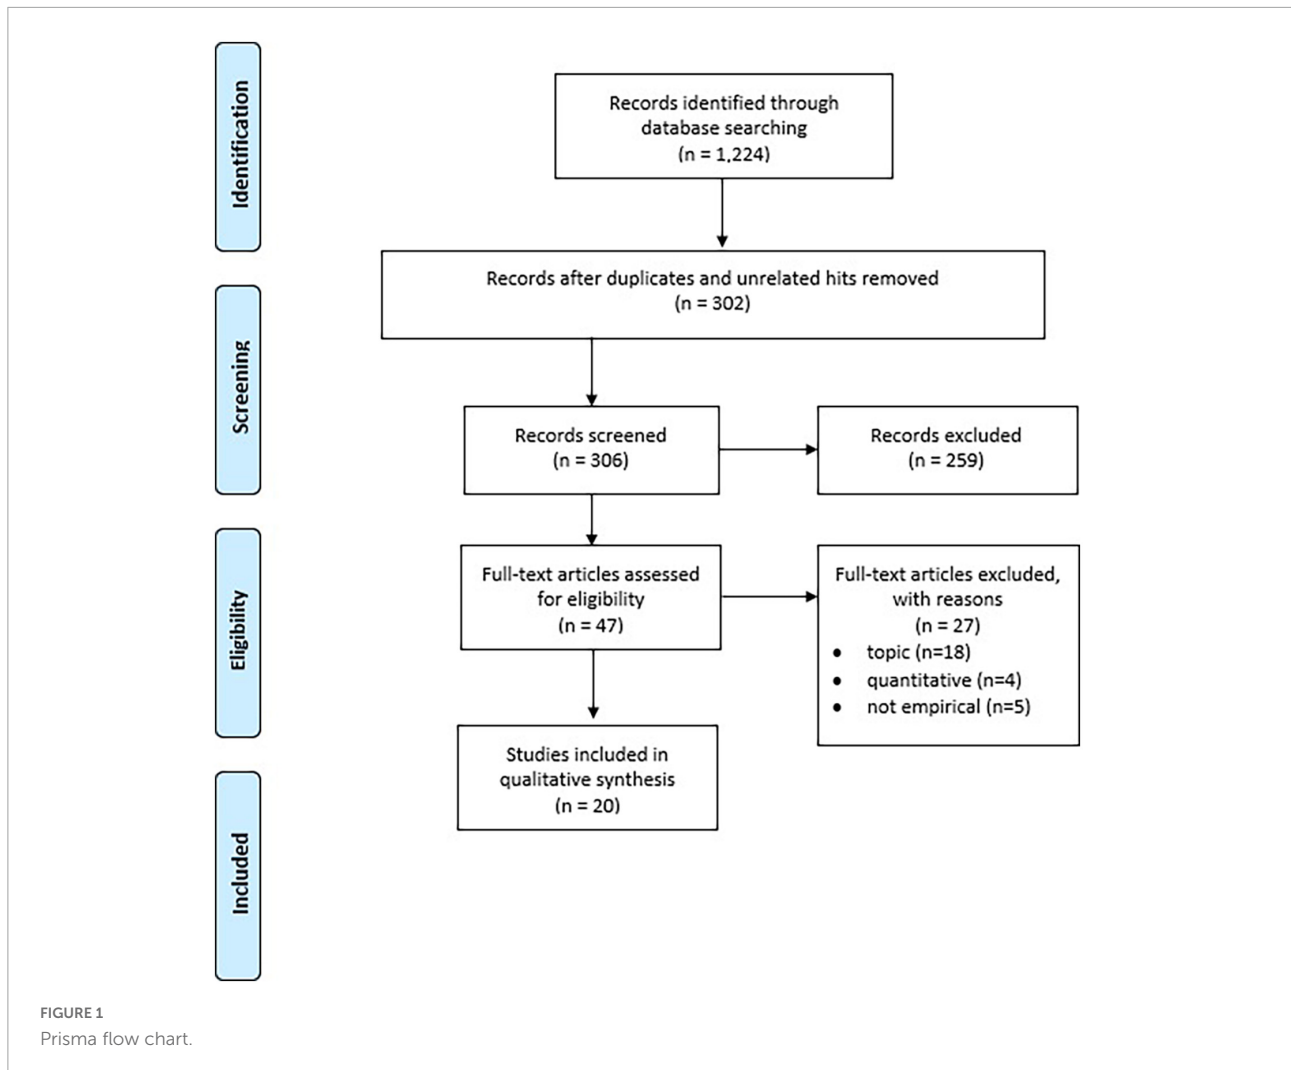 Identification
Records identified through
database searching
(n = 1,224)
Records after duplicates and unrelated hits removed
(n = 302)
Screening
Records screened
(n = 306)
Records excluded
(n = 259)
Eligibility
Full-text articles assessed
for eligibility
(n = 47)
Full-text articles excluded,
with reasons
(n = 27)
• topic (n=18)
• quantitative (n=4)
• not empirical (n=5)
Included
Studies included in
qualitative synthesis
(n = 20)
FIGURE 1
Prisma flow chart.